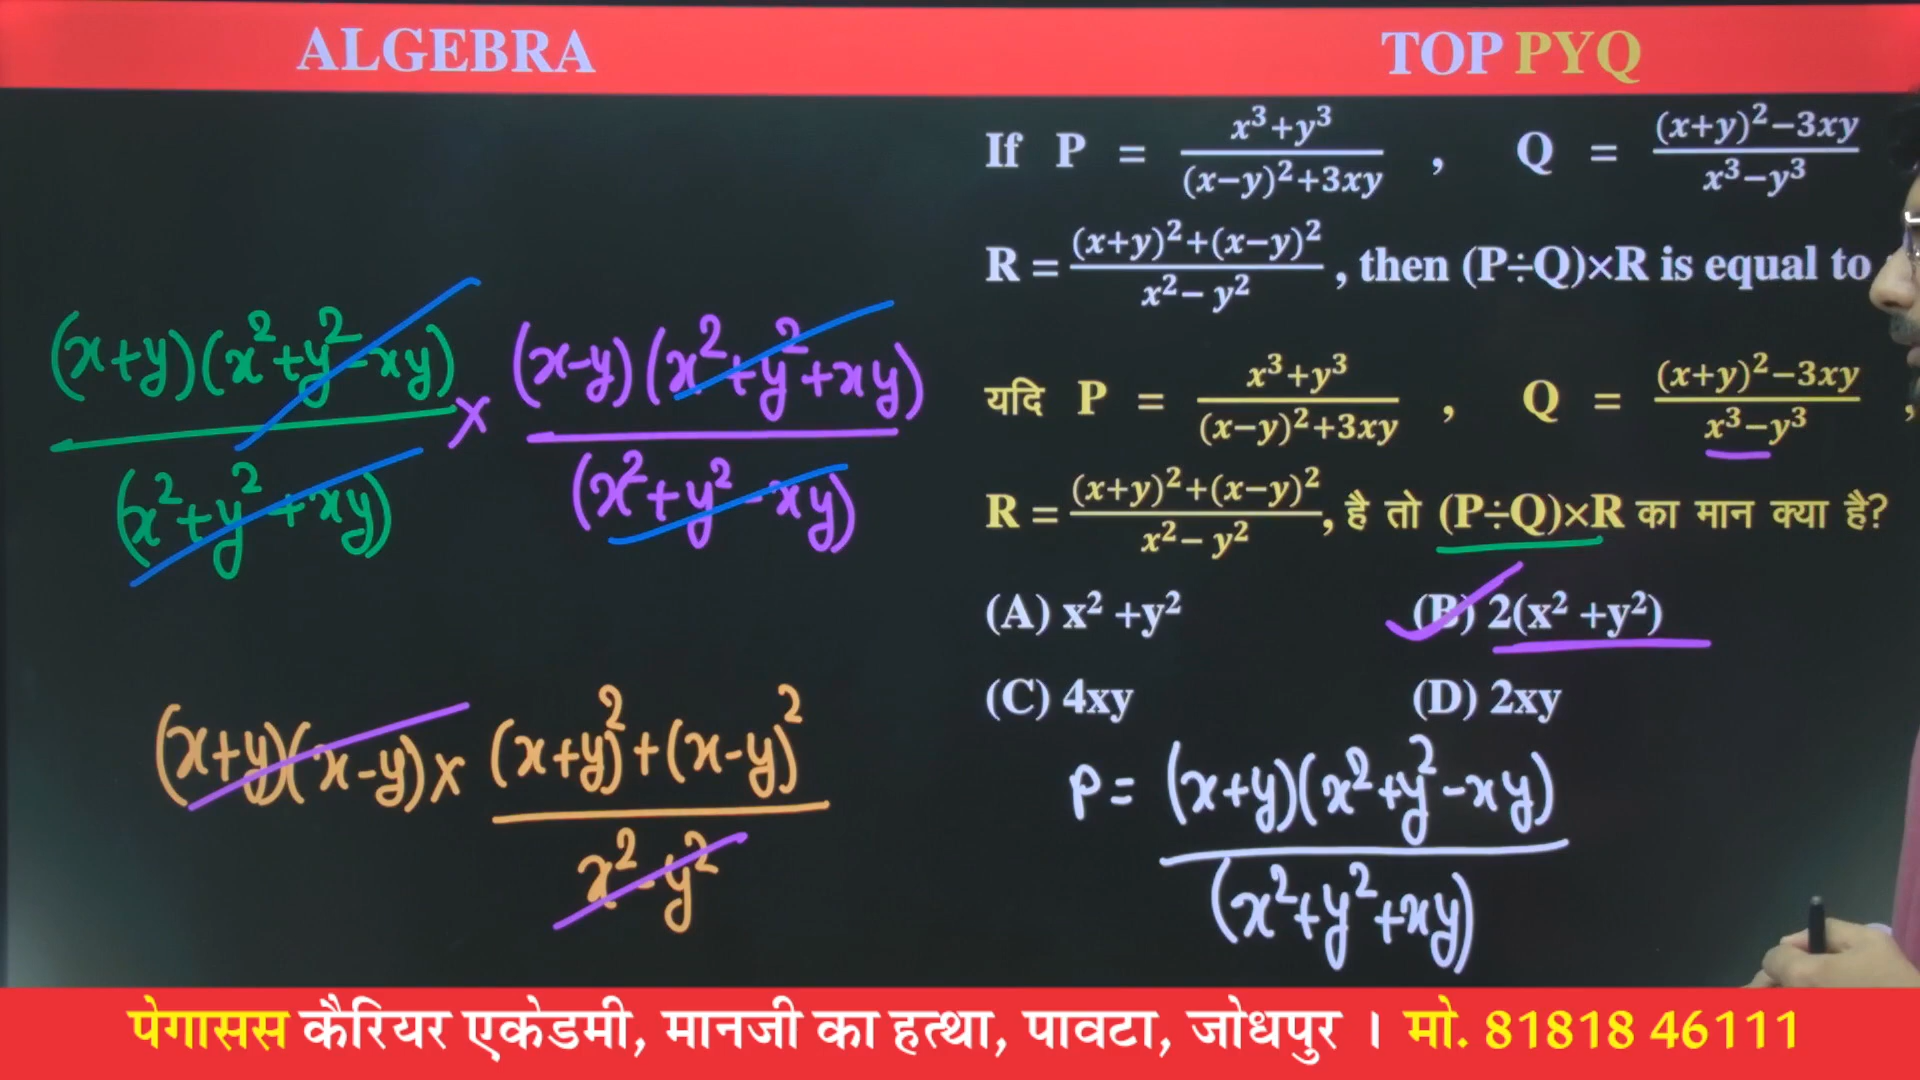 ALGEBRA
TOP PYQ
If P = x³+y³ / (x−y)²+3xy , Q = (x+y)²−3xy / x³−y³
R = (x+y)²+(x−y)² / x²− y² , then (P÷Q)×R is equal to
यदि P = x³+y³ / (x−y)²+3xy , Q = (x+y)²−3xy / x³−y³ ,
R = (x+y)²+(x−y)² / x²− y² , है तो (P÷Q)×R का मान क्या है?
(A) x² +y² (B) 2(x² +y²)
(C) 4xy (D) 2xy
P = (x+y)(x²+y²-xy) / (x²+y²+xy)
(x+y)(x²+y²-xy) / (x²+y²+xy) × (x-y)(x²+y²+xy) / (x²+y²-xy)
(x+y)(x-y)× (x+y)²+(x-y)² / x²-y²
पेगासस कैरियर एकेडमी, मानजी का हत्था, पावटा, जोधपुर । मो. 81818 46111